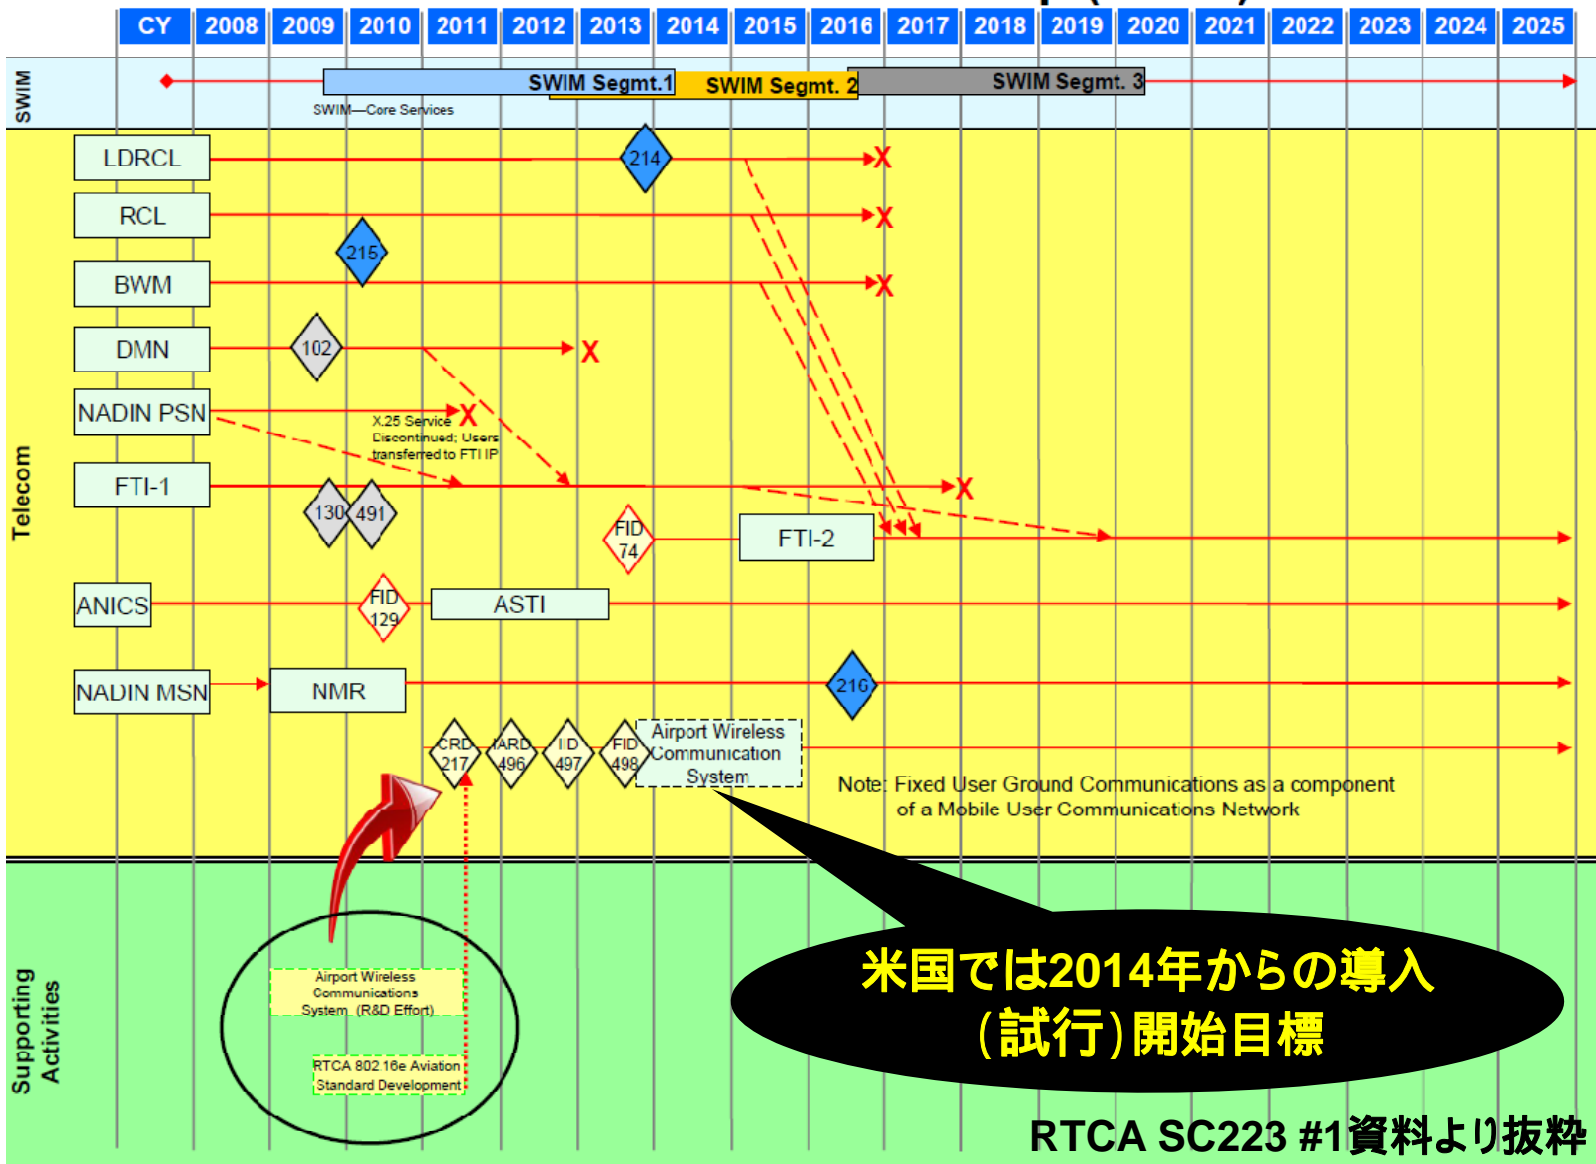 CY 2008 2009 2010 2011 2012 2013 2014 2015 2016 2017 2018 2019 2020 2021 2022 2023 2024 2025
SWIM
SWIM Segmt.1
SWIM Segmt. 2
SWIM Segmt. 3
SWIM—Core Services
Telecom
LDRCL
214
X
RCL
X
215
BWM
X
DMN
102
X
NADIN PSN
X
X.25 Service
Discontinued; Users
transferred to FTI IP
FTI-1
X
130
491
FID
74
FTI-2
ANICS
FID
129
ASTI
NADIN MSN
NMR
216
CRD
217
IARD
496
IID
497
FID
498
Airport Wireless
Communication
System
Note: Fixed User Ground Communications as a component
of a Mobile User Communications Network
Supporting
Activities
Airport Wireless
Communications
System (R&D Effort)
RTCA 802.16e Aviation
Standard Development
米国では2014年からの導入
(試行)開始目標
RTCA SC223 #1資料より抜粋